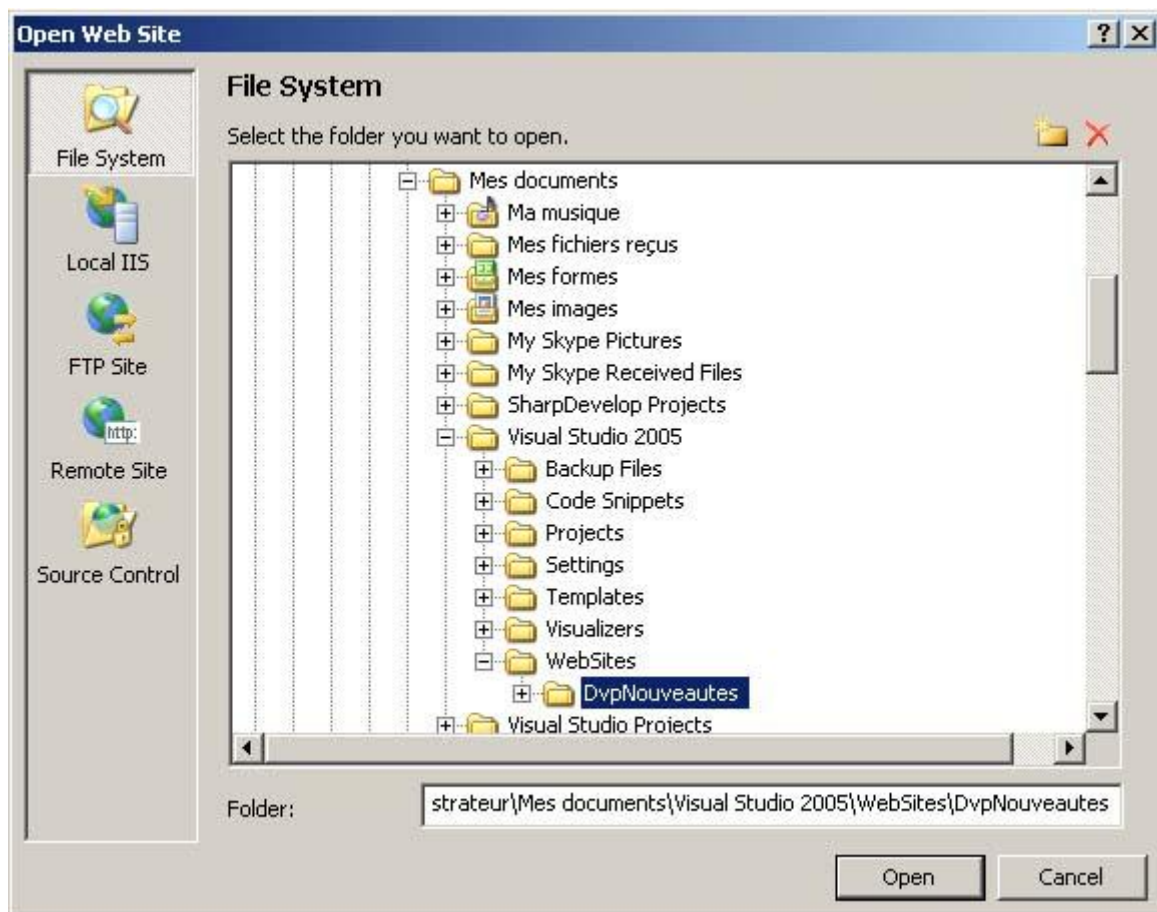 Open Web Site
File System
Local IIS
FTP Site
http:
Remote Site
Source Control
File System
Select the folder you want to open.
Mes documents
Ma musique
Mes fichiers reçus
Mes formes
Mes images
My Skype Pictures
My Skype Received Files
SharpDevelop Projects
Visual Studio 2005
Backup Files
Code Snippets
Projects
Settings
Templates
Visualizers
WebSites
DvpNouveautes
Visual Studio Projects
Folder: strateur\Mes documents\Visual Studio 2005\WebSites\DvpNouveautes
Open Cancel